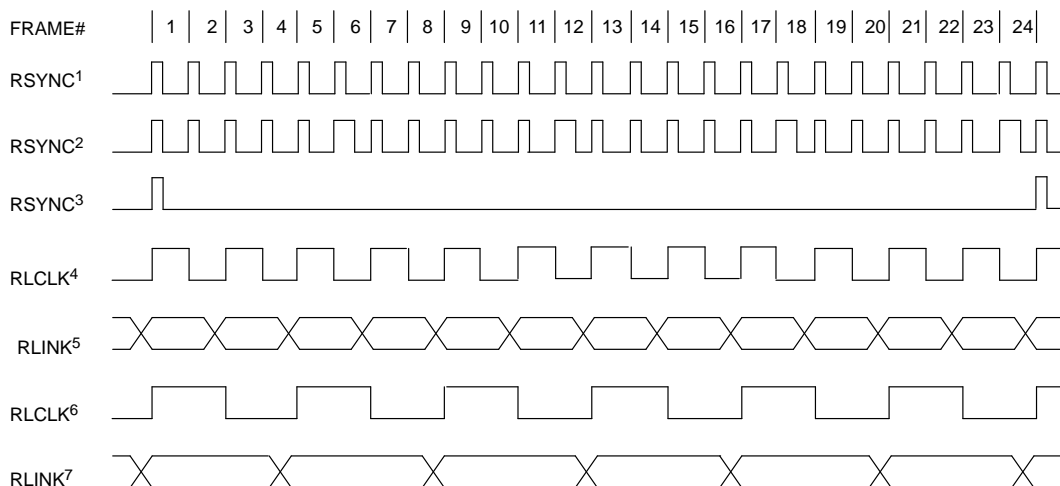 FRAME# 1 2 3 4 5 6 7 8 9 10 11 12 13 14 15 16 17 18 19 20 21 22 23 24
RSYNC1
RSYNC2
RSYNC3
RLCLK4
RLINK5
RLCLK6
RLINK7